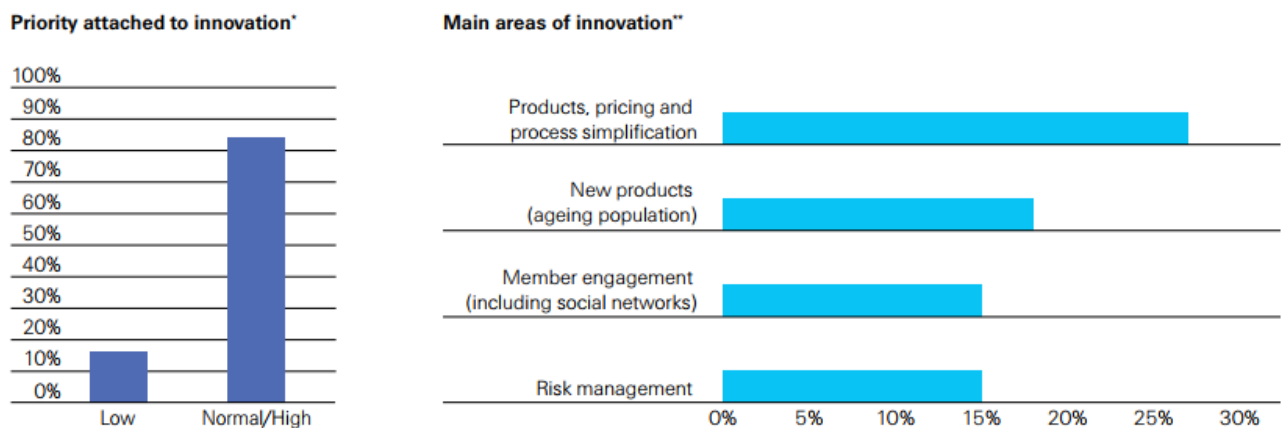 Priority attached to innovation*
100%
90%
80%
70%
60%
50%
40%
30%
20%
10%
0%
Low Normal/High
Main areas of innovation**
Products, pricing and
process simplification
New products
(ageing population)
Member engagement
(including social networks)
Risk management
0% 5% 10% 15% 20% 25% 30%